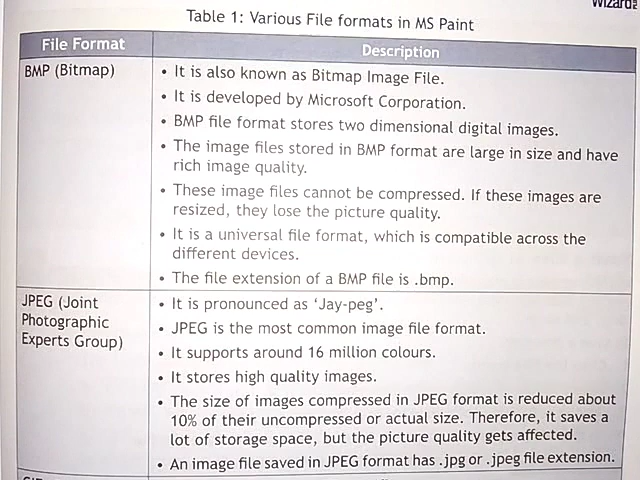 Wizard
Table 1: Various File formats in MS Paint
File Format
Description
BMP (Bitmap)
• It is also known as Bitmap Image File.
• It is developed by Microsoft Corporation.
• BMP file format stores two dimensional digital images.
• The image files stored in BMP format are large in size and have
rich image quality.
• These image files cannot be compressed. If these images are
resized, they lose the picture quality.
• It is a universal file format, which is compatible across the
different devices.
• The file extension of a BMP file is .bmp.
JPEG (Joint
Photographic
Experts Group)
• It is pronounced as ‘Jay-peg’.
• JPEG is the most common image file format.
• It supports around 16 million colours.
• It stores high quality images.
• The size of images compressed in JPEG format is reduced about
10% of their uncompressed or actual size. Therefore, it saves a
lot of storage space, but the picture quality gets affected.
• An image file saved in JPEG format has .jpg or .jpeg file extension.